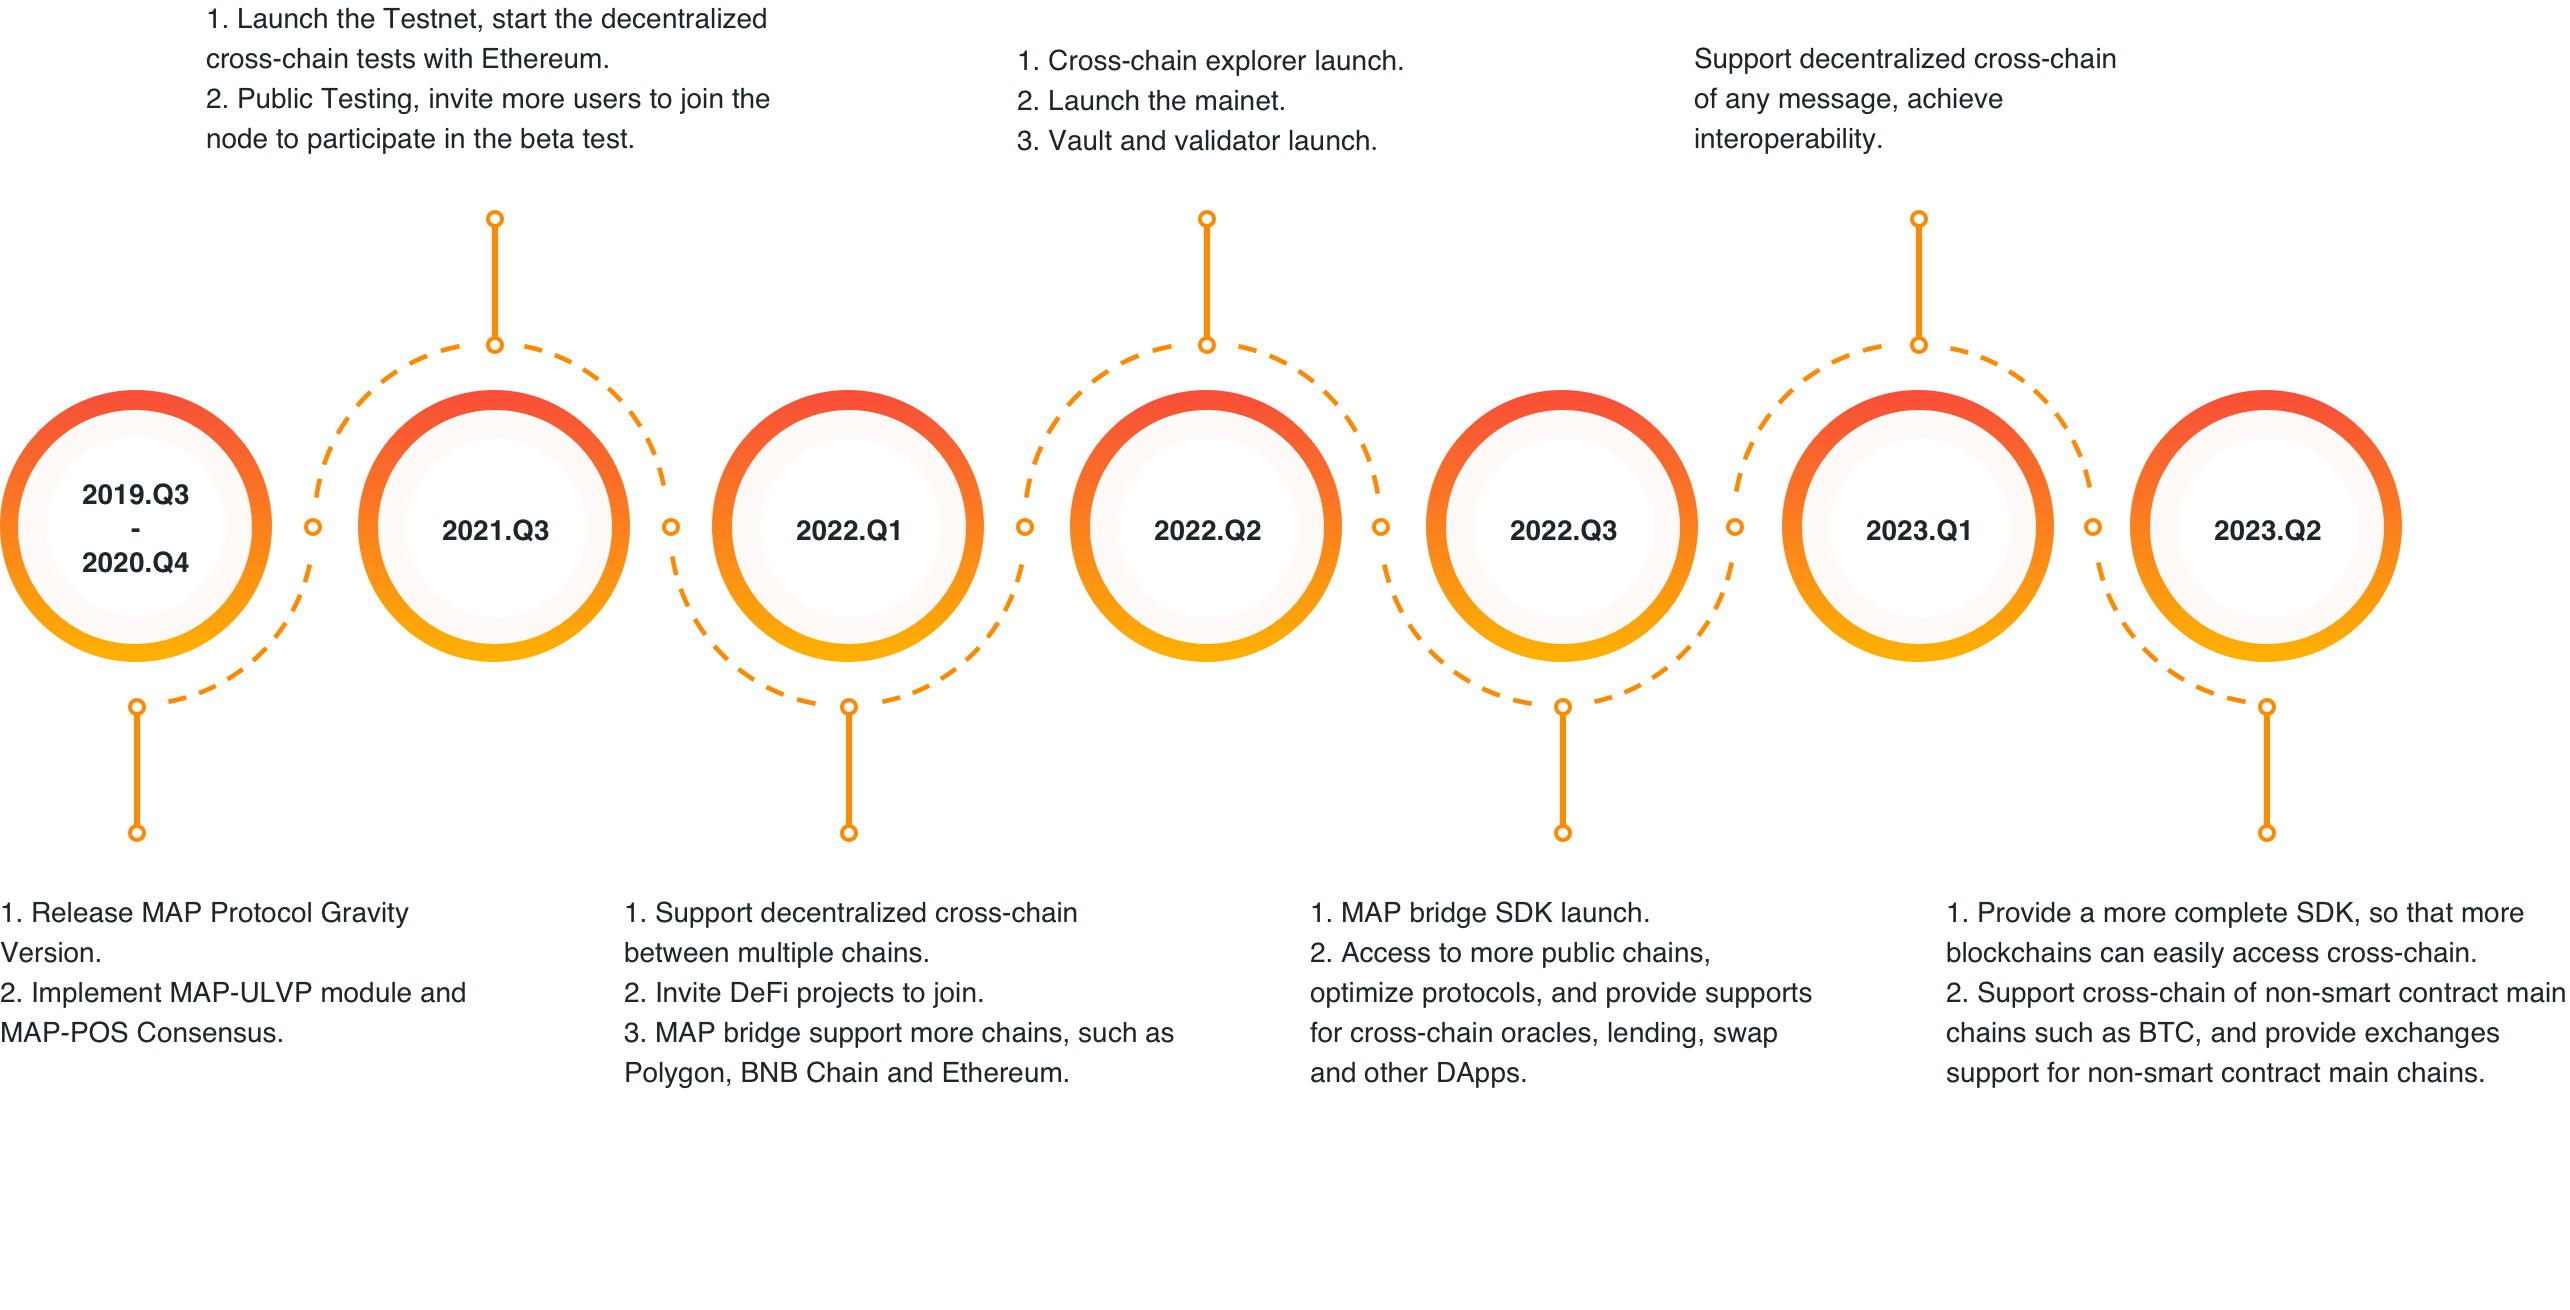 1. Launch the Testnet, start the decentralized
cross-chain tests with Ethereum.
2. Public Testing, invite more users to join the
node to participate in the beta test.
1. Cross-chain explorer launch.
2. Launch the mainet.
3. Vault and validator launch.
Support decentralized cross-chain
of any message, achieve
interoperability.
2019.Q3
-
2020.Q4
2021.Q3
2022.Q1
2022.Q2
2022.Q3
2023.Q1
2023.Q2
1. Release MAP Protocol Gravity
Version.
2. Implement MAP-ULVP module and
MAP-POS Consensus.
1. Support decentralized cross-chain
between multiple chains.
2. Invite DeFi projects to join.
3. MAP bridge support more chains, such as
Polygon, BNB Chain and Ethereum.
1. MAP bridge SDK launch.
2. Access to more public chains,
optimize protocols, and provide supports
for cross-chain oracles, lending, swap
and other DApps.
1. Provide a more complete SDK, so that more
blockchains can easily access cross-chain.
2. Support cross-chain of non-smart contract main
chains such as BTC, and provide exchanges
support for non-smart contract main chains.